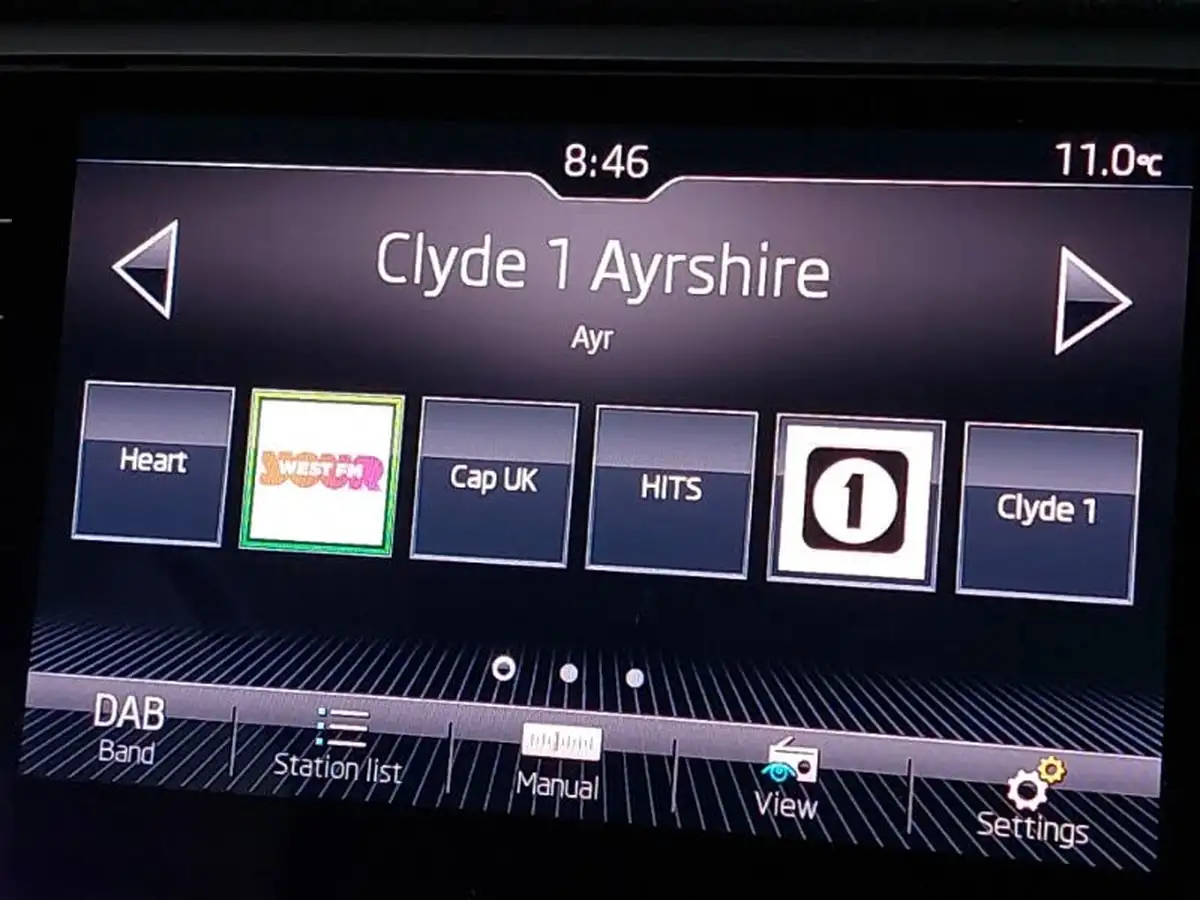 8:46
11.0°C
Clyde 1 Ayrshire
Ayr
Heart
WEST FM
Cap UK
HITS
1
Clyde 1
DAB
Band
Station list
Manual
View
Settings